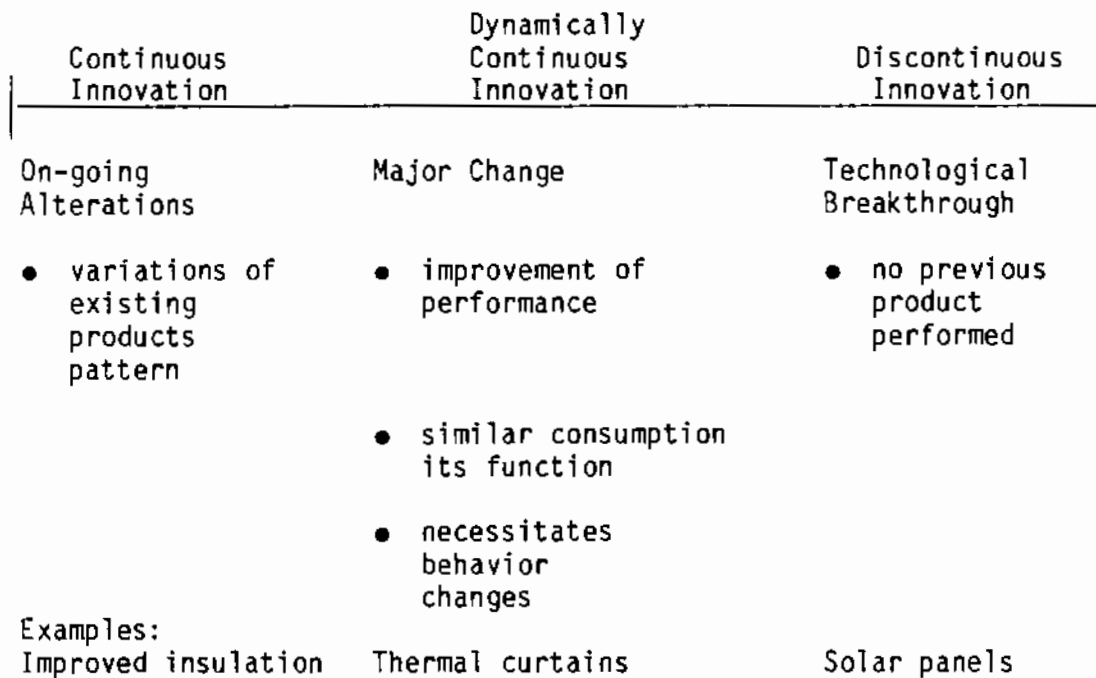 Dynamically
Continuous Continuous Discontinuous
Innovation Innovation Innovation
On-going Major Change Technological
Alterations Breakthrough
● variations of ● improvement of ● no previous
existing performance product
products performed
pattern
● similar consumption
its function
● necessitates
behavior
changes
Examples:
Improved insulation Thermal curtains Solar panels